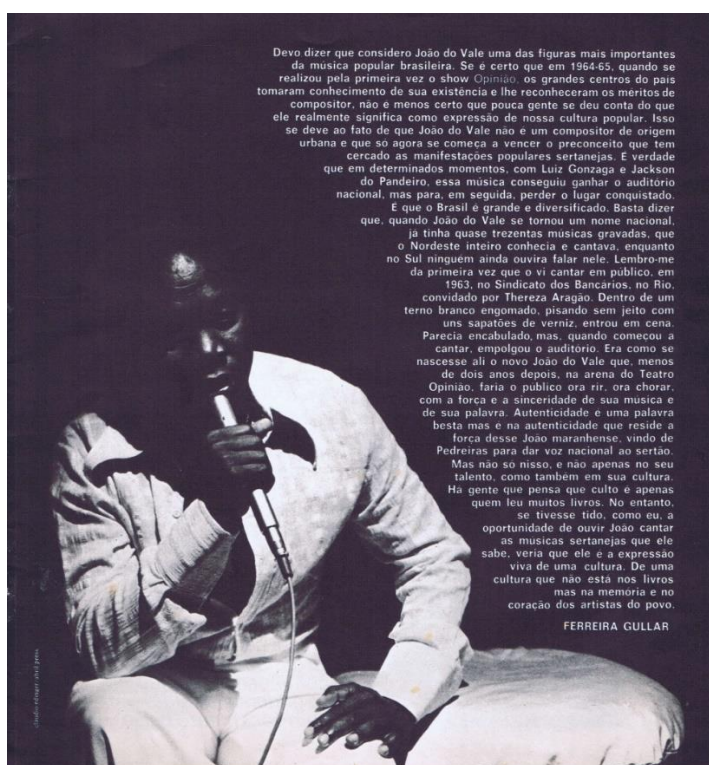 Devo dizer que considero João do Vale uma das figuras mais importantes
da música popular brasileira. Se é certo que em 1964-65, quando se
realizou pela primeira vez o show Opinião, os grandes centros do país
tomaram conhecimento de sua existência e lhe reconheceram os méritos de
compositor, não é menos certo que pouca gente se deu conta do que
ele realmente significa como expressão de nossa cultura popular. Isso
se deve ao fato de que João do Vale não é um compositor de origem
urbana e que só agora se começa a vencer o preconceito que tem
cercado as manifestações populares sertanejas. É verdade
que em determinados momentos, com Luiz Gonzaga e Jackson
do Pandeiro, essa música conseguiu ganhar o auditório
nacional, mas para, em seguida, perder o lugar conquistado.
É que o Brasil é grande e diversificado. Basta dizer
que, quando João do Vale se tornou um nome nacional,
já tinha quase trezentas músicas gravadas, que
o Nordeste inteiro conhecia e cantava, enquanto
no Sul ninguém ainda ouvira falar nele. Lembro-me
da primeira vez que o vi cantar em público, em
1963, no Sindicato dos Bancários, no Rio,
convidado por Thereza Aragão. Dentro de um
terno branco engomado, pisando sem jeito com
uns sapatões de verniz, entrou em cena.
Parecia encabulado, mas, quando começou a
cantar, empolgou o auditório. Era como se
nascesse ali o novo João do Vale que, menos
de dois anos depois, na arena do Teatro
Opinião, faria o público ora rir, ora chorar,
com a força e a sinceridade de sua música e
de sua palavra. Autenticidade é uma palavra
besta mas é na autenticidade que reside a
força desse João maranhense, vindo de
Pedreiras para dar voz nacional ao sertão.
Mas não só nisso, e não apenas no seu
talento, como também em sua cultura.
Há gente que pensa que culto é apenas
quem leu muitos livros. No entanto,
se tivesse tido, como eu, a
oportunidade de ouvir João cantar
as músicas sertanejas que ele
sabe, veria que ele é a expressão
viva de uma cultura. De uma
cultura que não está nos livros
mas na memória e no
coração dos artistas do povo.
FERREIRA GULLAR
abril press